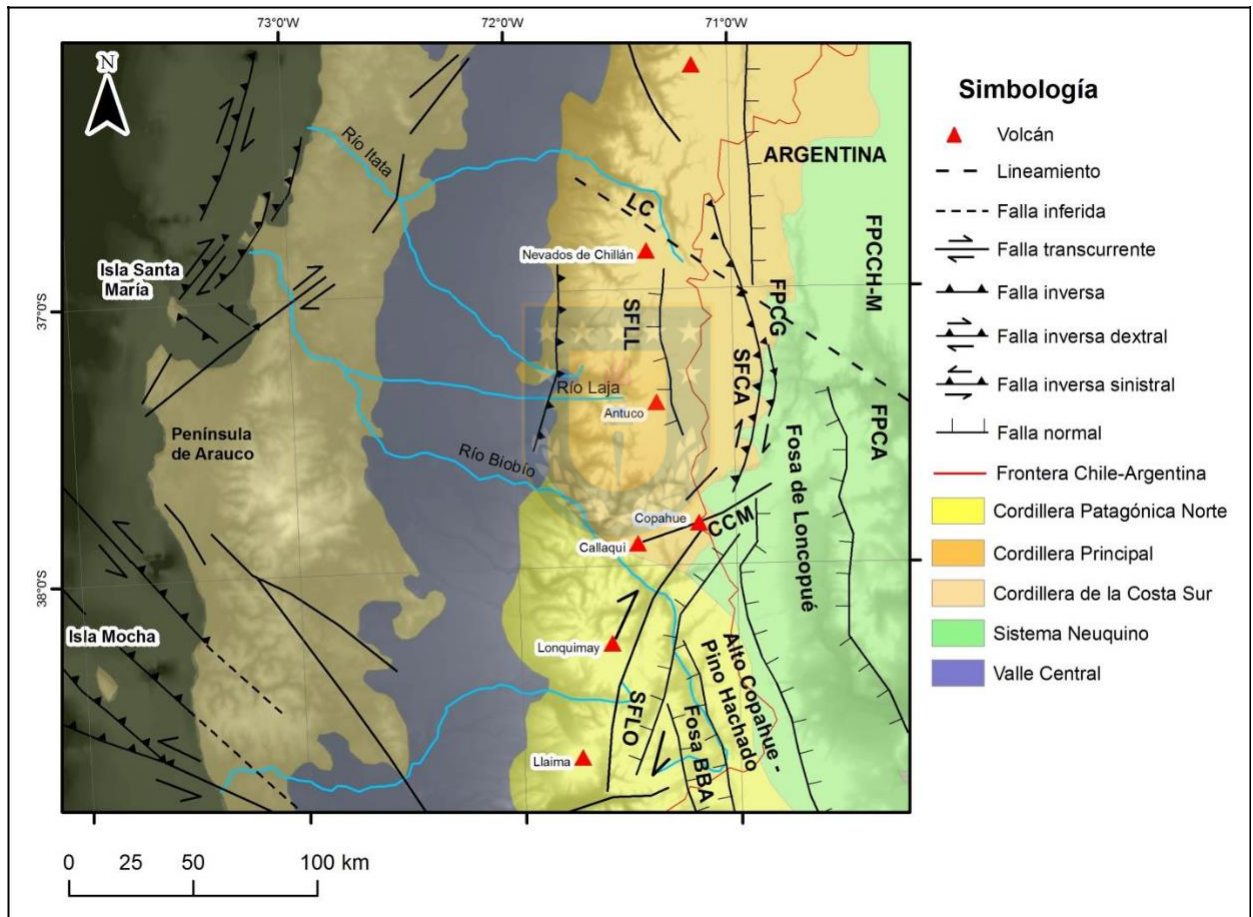 73°0'W
72°0'W
71°0'W
N
Río Itata
ARGENTINA
LC
Nevados de Chillán
FPCCH-M
Isla Santa
María
37°0'S
SFLL
FPCG
SFCA
Río Laja
Antuco
FPCA
Península
de Arauco
Río Biobío
Fosa de Loncopué
Copahue
CCM
Callaqui
38°0'S
Isla Mocha
Lonquimay
Alto Copahue -
Pino Hachado
SFLO
Fosa BBA
Llaima
0 25 50 100 km
Simbología
Volcán
Lineamiento
Falla inferida
Falla transcurrente
Falla inversa
Falla inversa dextral
Falla inversa sinistral
Falla normal
Frontera Chile-Argentina
Cordillera Patagónica Norte
Cordillera Principal
Cordillera de la Costa Sur
Sistema Neuquino
Valle Central